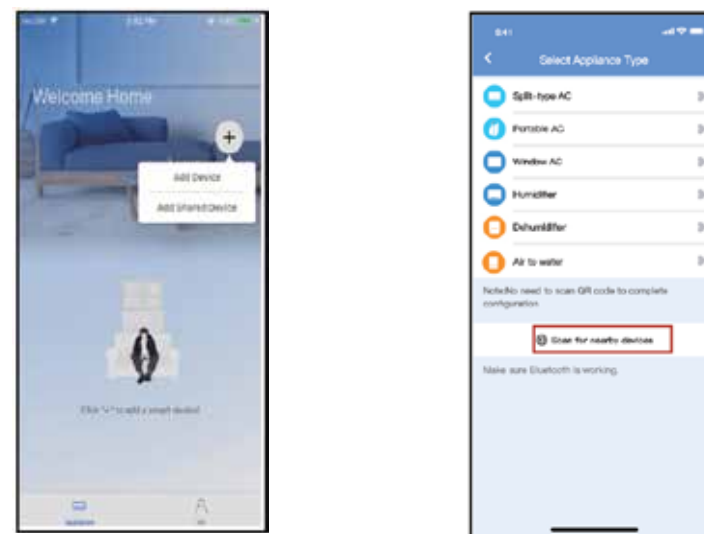 Welcome Home
+
Add Device
Add Shared Device
Click "+" to add a smart device!
9:41
Select Appliance Type
Split-type AC
Portable AC
Window AC
Humidifier
Dehumidifier
Air to water
Note:No need to scan QR code to complete
configuration
Scan for nearby devices
Make sure Bluetooth is working.